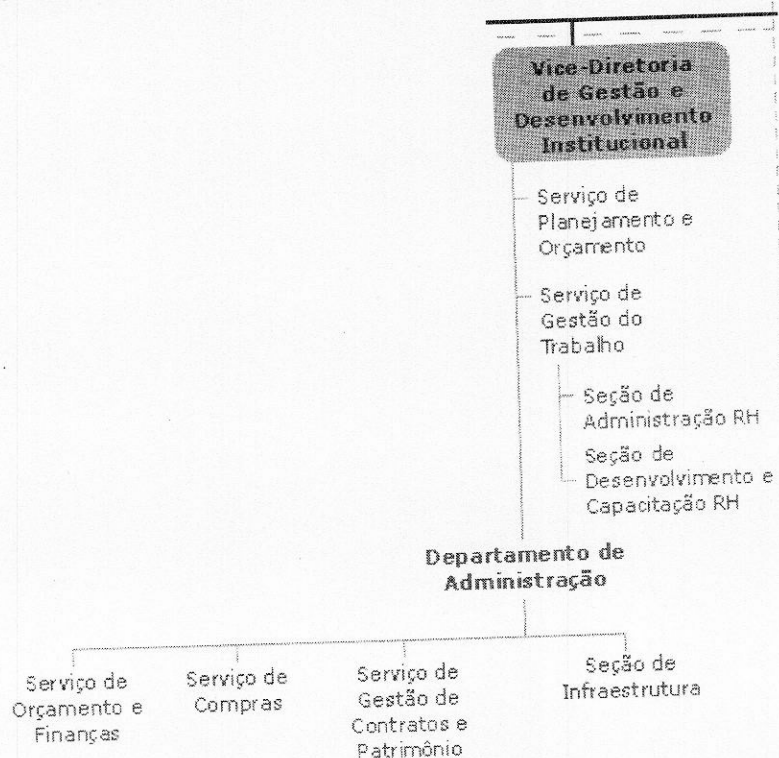 Vice-Diretoria
de Gestão e
Desenvolvimento
Institucional
Serviço de
Planejamento e
Orçamento
Serviço de
Gestão do
Trabalho
Seção de
Administração RH
Seção de
Desenvolvimento e
Capacitação RH
Departamento de
Administração
Serviço de
Orçamento e
Finanças
Serviço de
Compras
Serviço de
Gestão de
Contratos e
Patrimônio
Seção de
Infraestrutura